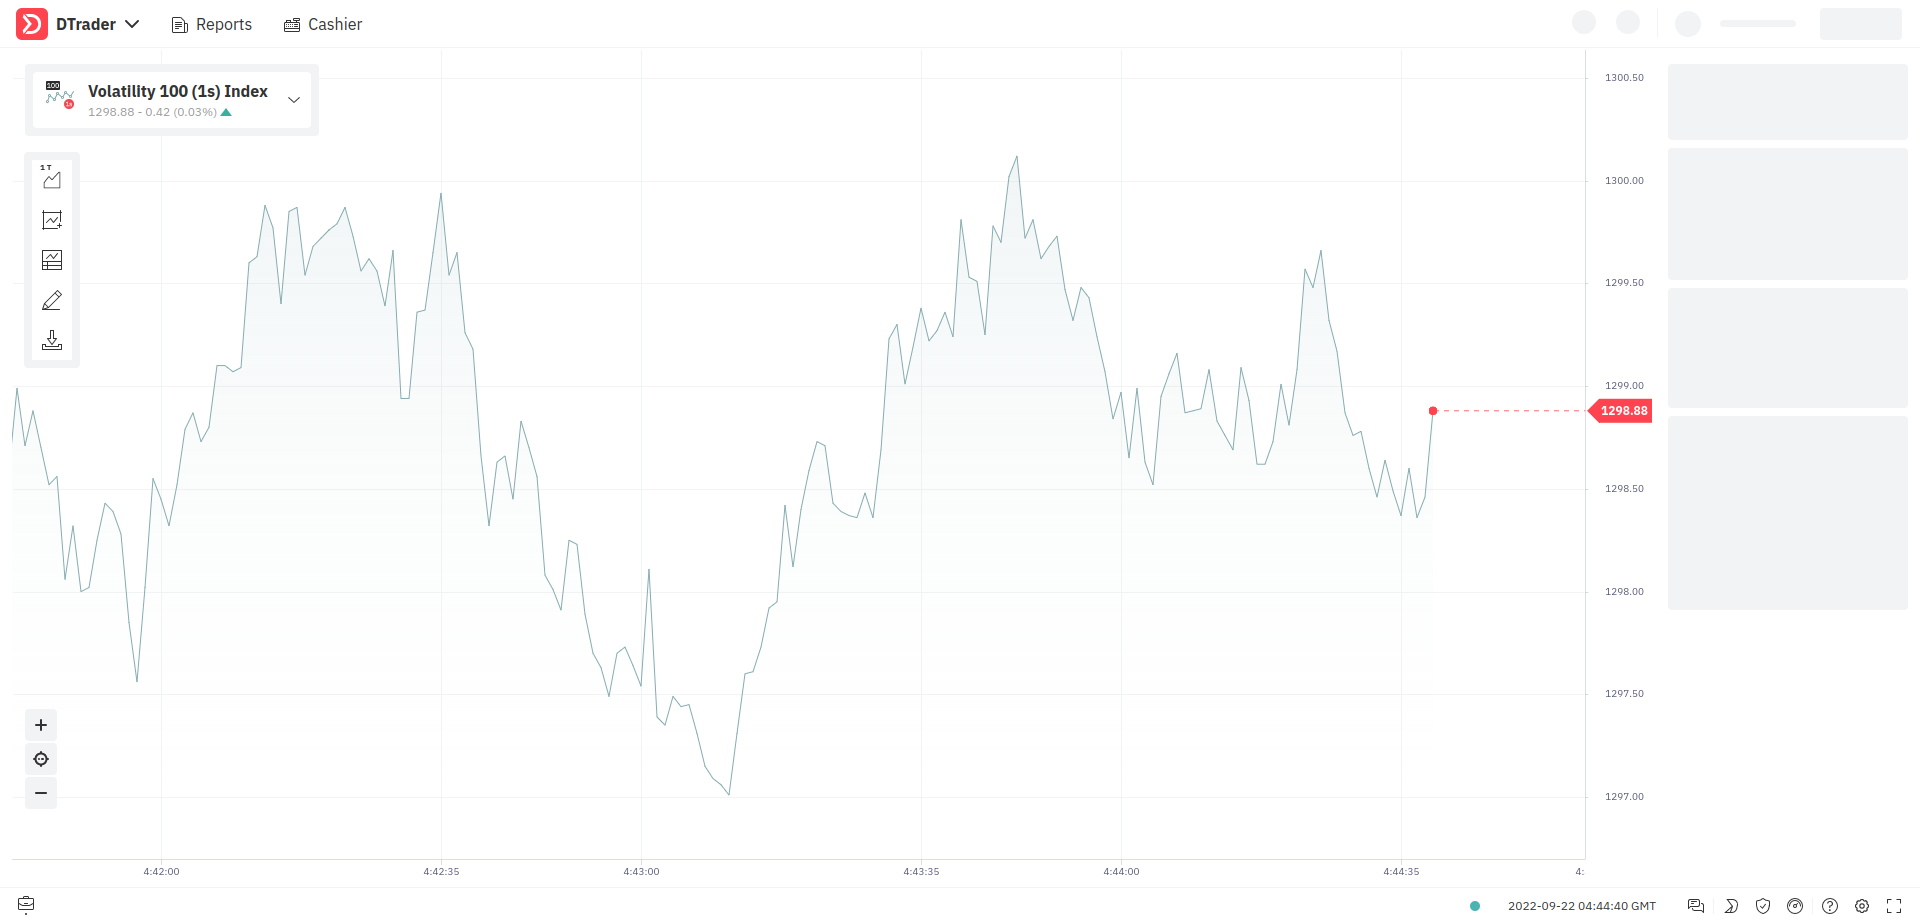 DTrader
Reports
Cashier
100
Volatility 100 (1s) Index
1s
1298.88 - 0.42 (0.03%)
1T
1300.50
1300.00
1299.50
1299.00
1298.88
1298.50
1298.00
1297.50
1297.00
4:42:00
4:42:35
4:43:00
4:43:35
4:44:00
4:44:35
4:
2022-09-22 04:44:40 GMT